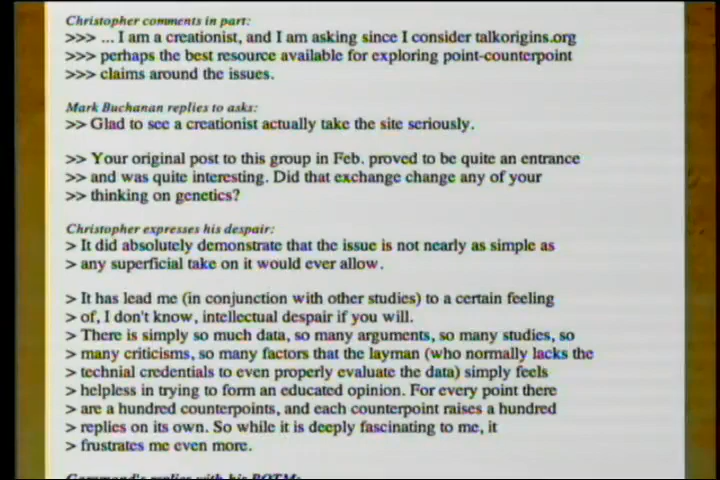 Christopher comments in part:
>>> ... I am a creationist, and I am asking since I consider talkorigins.org
>>> perhaps the best resource available for exploring point-counterpoint
>>> claims around the issues.
Mark Buchanan replies to asks:
>> Glad to see a creationist actually take the site seriously.
>> Your original post to this group in Feb. proved to be quite an entrance
>> and was quite interesting. Did that exchange change any of your
>> thinking on genetics?
Christopher expresses his despair:
> It did absolutely demonstrate that the issue is not nearly as simple as
> any superficial take on it would ever allow.
> It has lead me (in conjunction with other studies) to a certain feeling
> of, I don't know, intellectual despair if you will.
> There is simply so much data, so many arguments, so many studies, so
> many criticisms, so many factors that the layman (who normally lacks the
> technial credentials to even properly evaluate the data) simply feels
> helpless in trying to form an educated opinion. For every point there
> are a hundred counterpoints, and each counterpoint raises a hundred
> replies on its own. So while it is deeply fascinating to me, it
> frustrates me even more.
replies with his POTM: